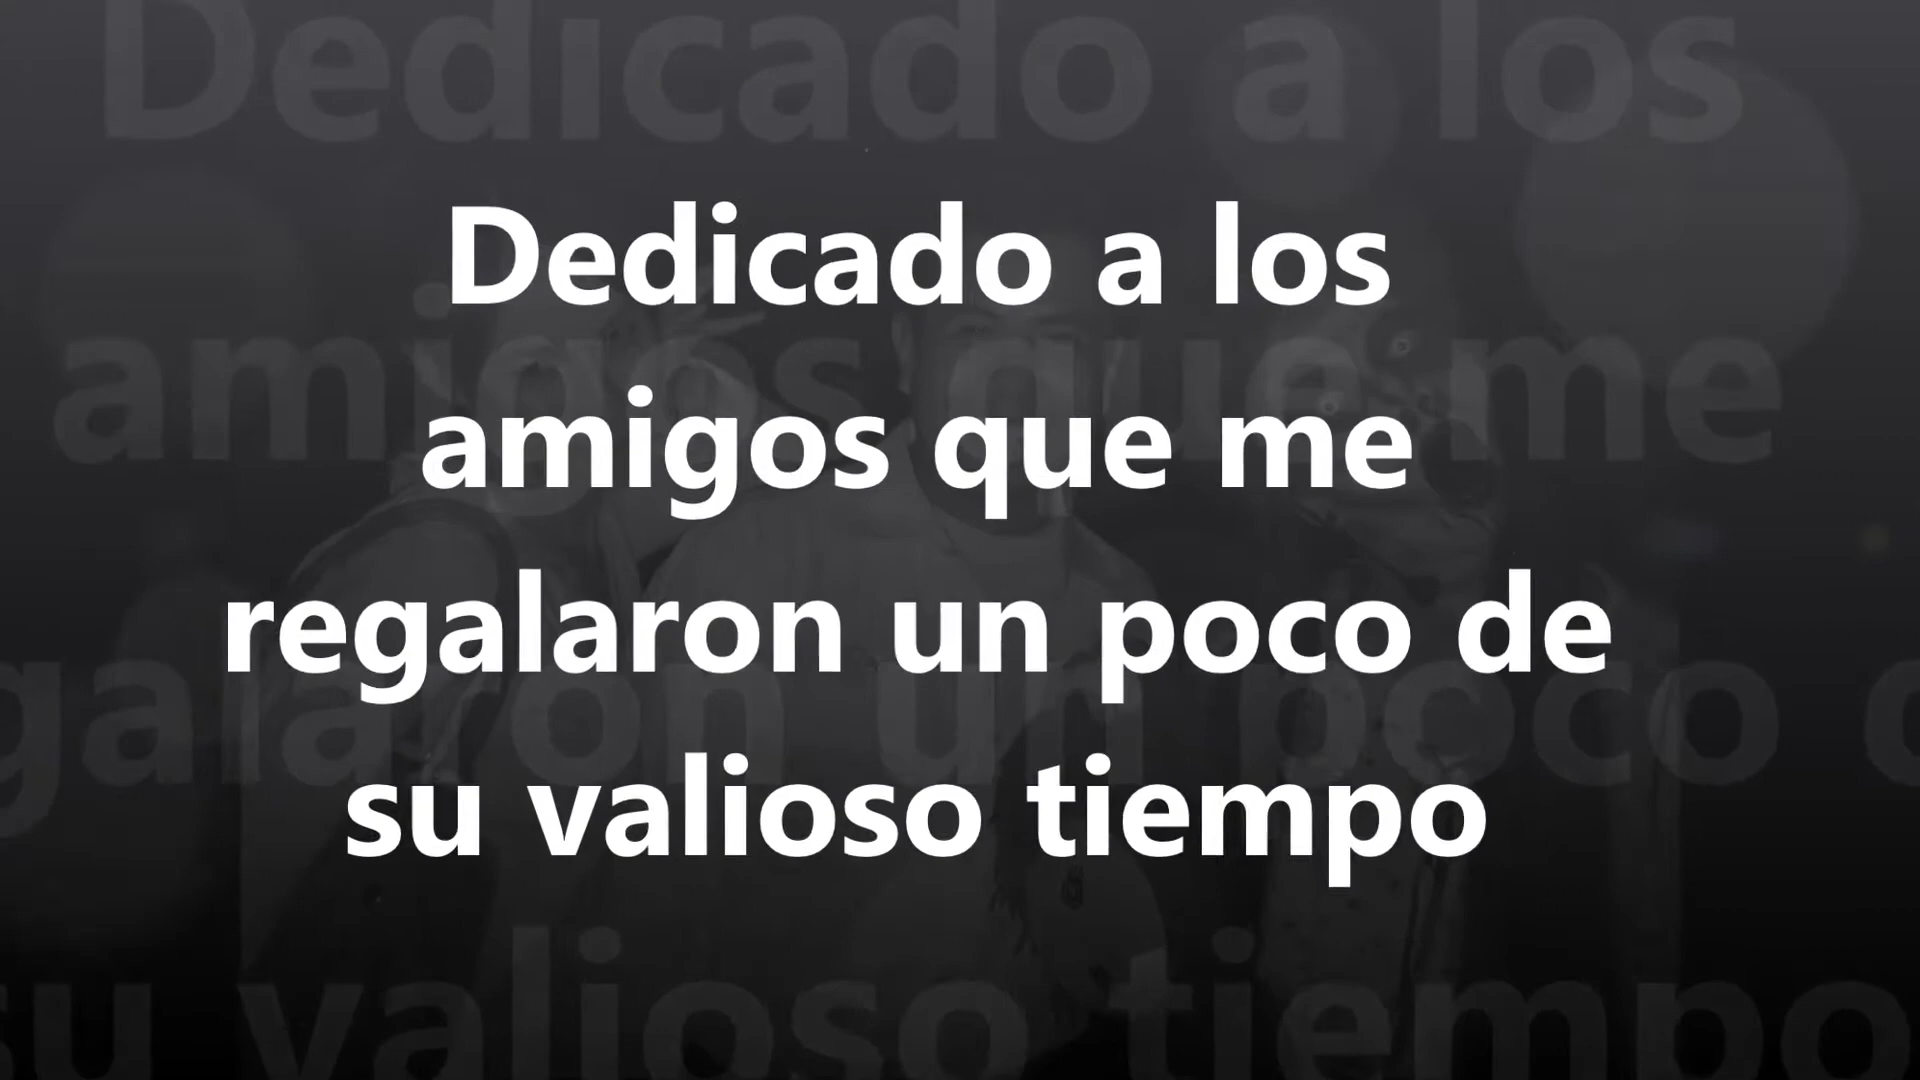 Dedicado a los
amigos que me
regalaron un poco de
su valioso tiempo